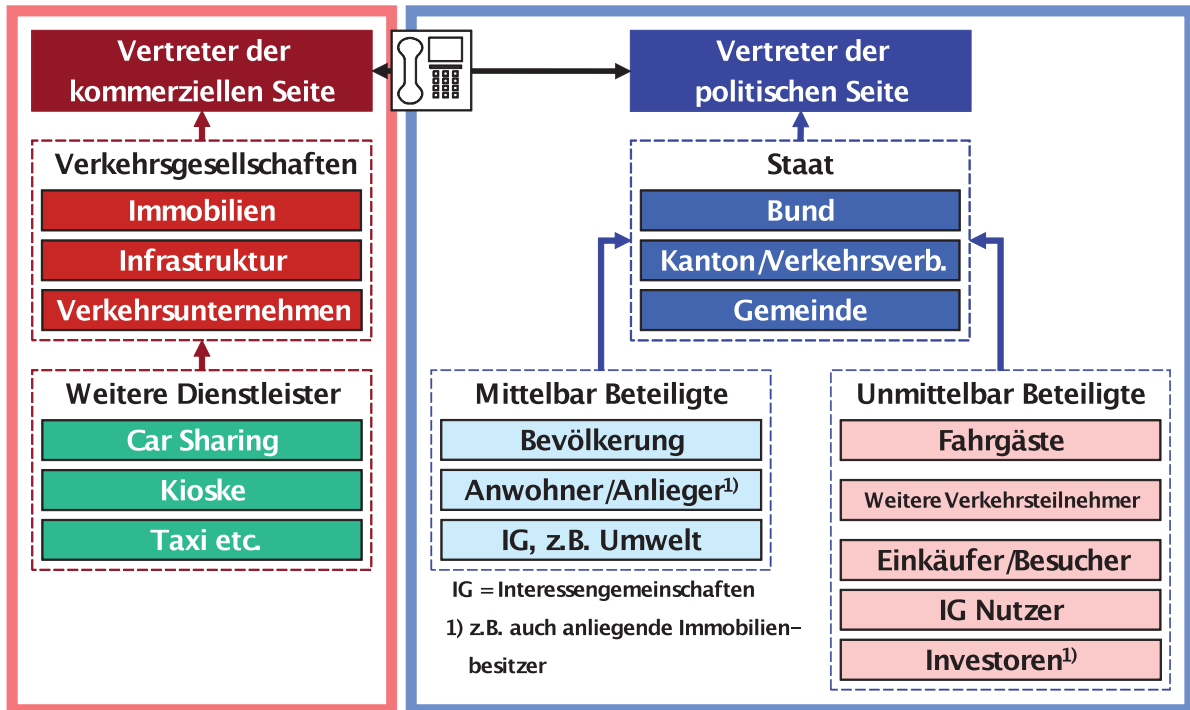 Vertreter der
kommerziellen Seite
Verkehrsgesellschaften
Immobilien
Infrastruktur
Verkehrsunternehmen
Weitere Dienstleister
Car Sharing
Kioske
Taxi etc.
Vertreter der
politischen Seite
Staat
Bund
Kanton/Verkehrsverb.
Gemeinde
Mittelbar Beteiligte
Bevölkerung
Anwohner/Anlieger1)
IG, z.B. Umwelt
IG = Interessengemeinschaften
1) z.B. auch anliegende Immobilien-
besitzer
Unmittelbar Beteiligte
Fahrgäste
Weitere Verkehrsteilnehmer
Einkäufer/Besucher
IG Nutzer
Investoren1)